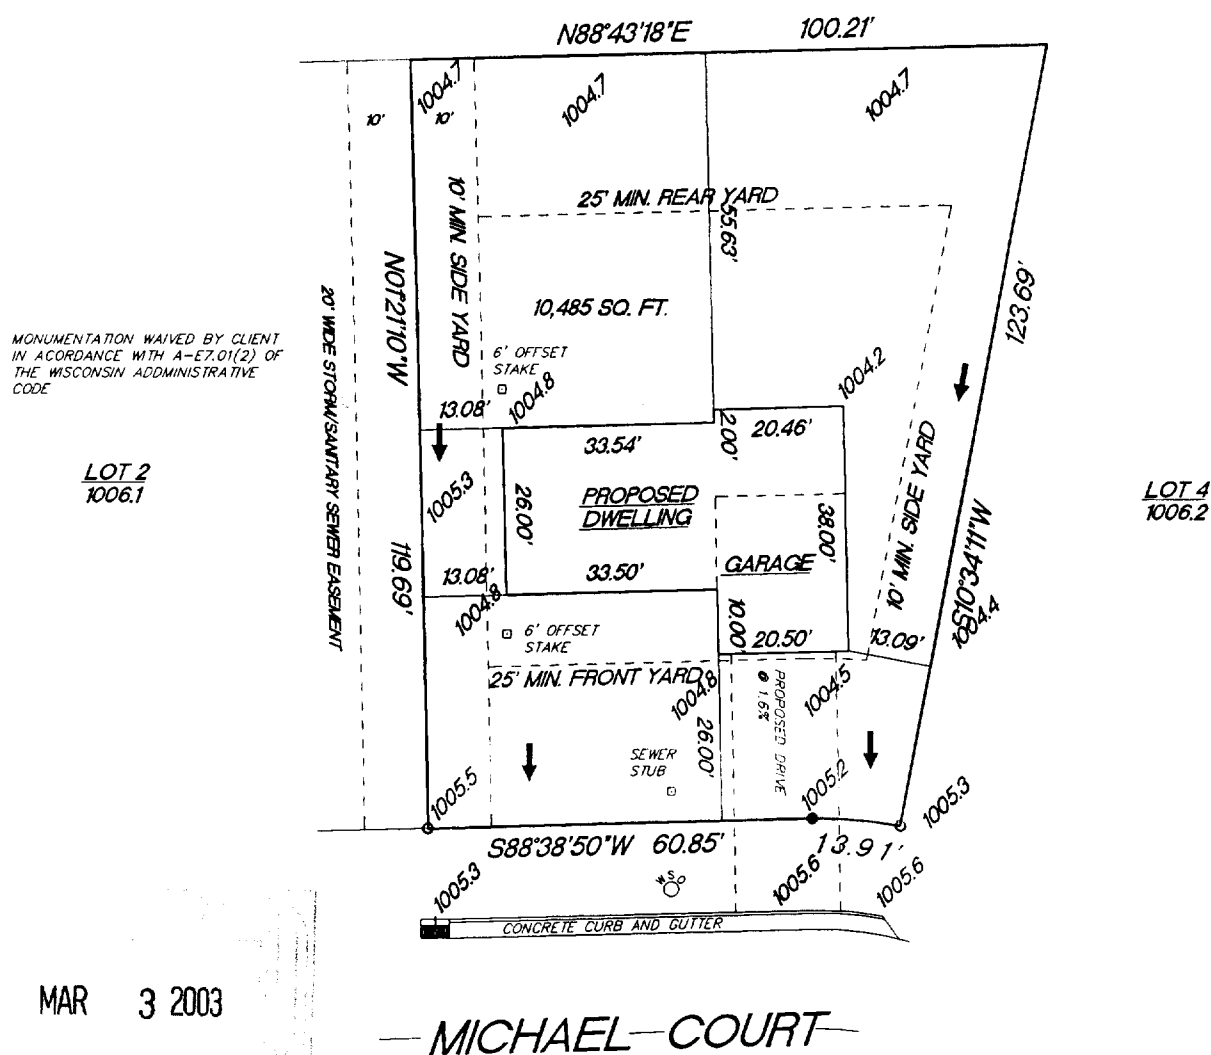 N88°43'18"E 100.21'
1004.7
1004.7
1004.7
10'
10'
25' MIN. REAR YARD
10' MIN. SIDE YARD
55.63'
N01°21'10"W
20' WIDE STORM/SANITARY SEWER EASEMENT
123.69'
10,485 SQ. FT.
MONUMENTATION WAIVED BY CLIENT
IN ACORDANCE WITH A-E7.01(2) OF
THE WISCONSIN ADDMINISTRATIVE
CODE
6' OFFSET
STAKE
1004.8
1004.2
13.08'
33.54'
2.00'
20.46'
LOT 2
1006.1
1005.3
26.00'
PROPOSED
DWELLING
38.00'
10' MIN. SIDE YARD
S10°34'11"W
LOT 4
1006.2
119.69'
13.08'
33.50'
GARAGE
1004.8
6' OFFSET
STAKE
10.00'
20.50'
13.09'
1004.4
25' MIN. FRONT YARD
1004.8
26.00'
PROPOSED DRIVE
@ 1.6%
1004.5
SEWER
STUB
1005.5
1005.2
1005.3
S88°38'50"W 60.85'
13.91'
1005.3
W S O
1005.6
1005.6
CONCRETE CURB AND GUTTER
MAR 3 2003
MICHAEL COURT